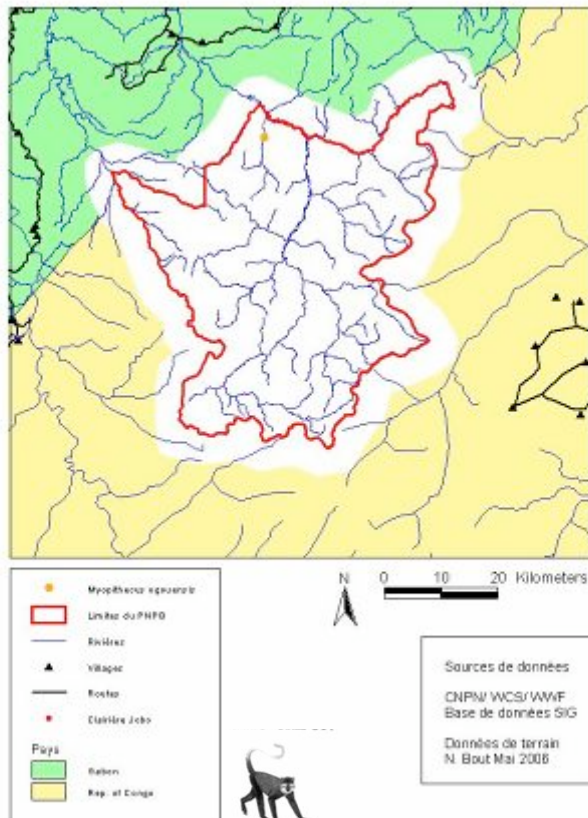 Myopithecus ogouensis
Limites du PNPB
Rivières
Villages
Routes
Clairière Jobo
Pays
Gabon
Rep. of Congo
N
0 10 20 Kilometers
Sources de données
CNPN/ WCS/ WWF
Base de données SIG
Données de terrain
N. Bout Mai 2006